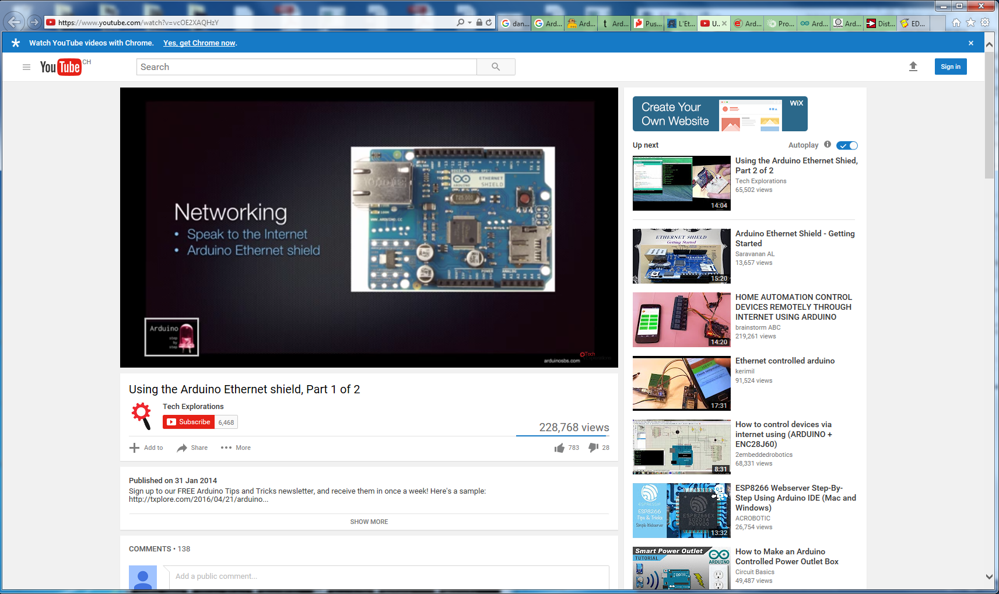 https://www.youtube.com/watch?v=vcOE2XAQHzY
dan...
Ard...
Ard...
Ard...
Pus...
L'Et...
U...
Ard...
Pro...
Ard...
Ard...
Dist...
ED...
Watch YouTube videos with Chrome. Yes, get Chrome now.
YouTube CH
Search
Sign in
Networking
• Speak to the Internet
• Arduino Ethernet shield
ETHERNET
SHIELD
WWW.ARDUINO.CC
POWER
ANALOG
Arduino
step
by
step
Tech
arduinosbs.com
Using the Arduino Ethernet shield, Part 1 of 2
Tech Explorations
Subscribe 6,468
228,768 views
Add to Share More
783 28
Published on 31 Jan 2014
Sign up to our FREE Arduino Tips and Tricks newsletter, and receive them in once a week! Here's a sample:
http://txplore.com/2016/04/21/arduino...
SHOW MORE
COMMENTS • 138
Add a public comment...
Create Your
Own Website
WiX
Up next
Autoplay
Using the Arduino Ethernet Shied,
Part 2 of 2
Tech Explorations
65,502 views
14:04
Arduino Ethernet Shield - Getting
Started
Saravanan AL
13,657 views
ETHERNET SHIELD
Getting Started
15:20
HOME AUTOMATION CONTROL
DEVICES REMOTELY THROUGH
INTERNET USING ARDUINO
brainstorm ABC
219,261 views
14:20
Ethernet controlled arduino
kerimil
91,524 views
17:31
How to control devices via
internet using (ARDUINO +
ENC28J60)
2embeddedrobotics
68,331 views
8:31
ESP8266 Webserver Step-By-
Step Using Arduino IDE (Mac and
Windows)
ACROBOTIC
26,754 views
ESPRESSIF
ESP8266
Tips & Tricks
Simple Webserver
ESP8266EX
13:32
How to Make an Arduino
Controlled Power Outlet Box
Circuit Basics
49,487 views
Smart Power Outlet
TUTORIAL
ARDUINO